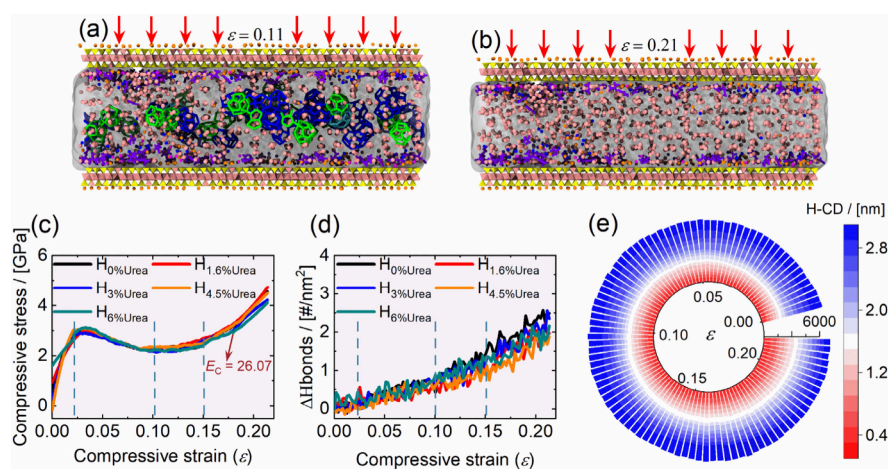 (a)
ε = 0.11
(b)
ε = 0.21
(c)
Compressive stress / [GPa]
6
4
2
0
H0%Urea
H1.6%Urea
H3%Urea
H4.5%Urea
H6%Urea
EC = 26.07
0.00 0.05 0.10 0.15 0.20
Compressive strain (ε)
(d)
ΔHbonds / [#/nm²]
4
3
2
1
0
H0%Urea
H1.6%Urea
H3%Urea
H4.5%Urea
H6%Urea
0.00 0.05 0.10 0.15 0.20
Compressive strain (ε)
(e)
0.05
0.00
6000
0.10
ε
0.20
0.15
H-CD / [nm]
2.8
2.0
1.2
0.4